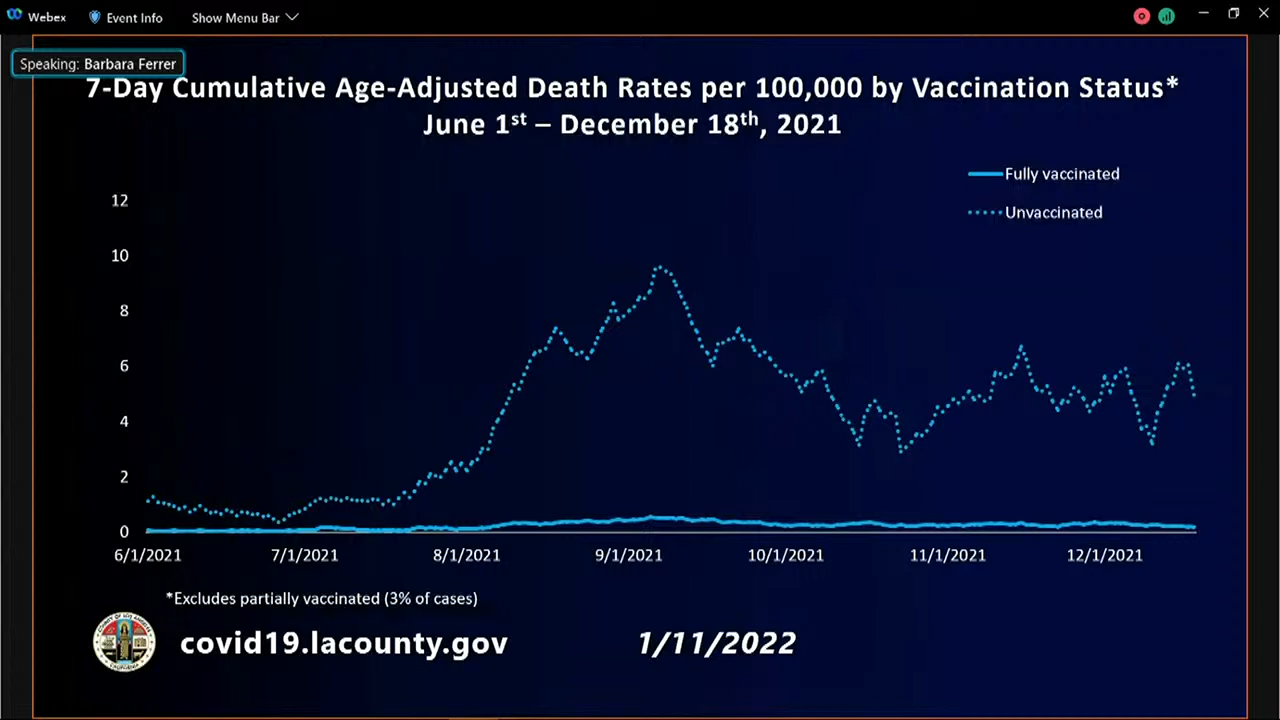 Webex
Event Info
Show Menu Bar
Speaking: Barbara Ferrer
7-Day Cumulative Age-Adjusted Death Rates per 100,000 by Vaccination Status*
June 1st – December 18th, 2021
Fully vaccinated
Unvaccinated
12
10
8
6
4
2
0
6/1/2021 7/1/2021 8/1/2021 9/1/2021 10/1/2021 11/1/2021 12/1/2021
*Excludes partially vaccinated (3% of cases)
covid19.lacounty.gov 1/11/2022